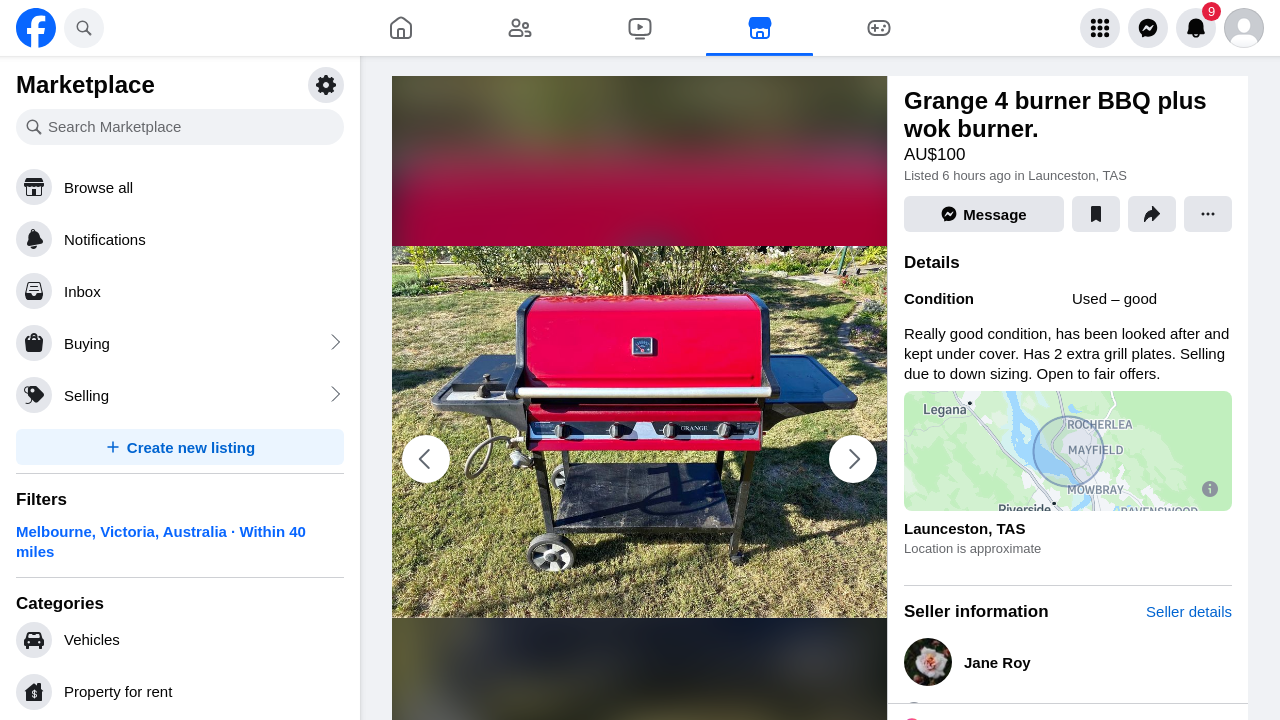 9
Marketplace
Search Marketplace
Browse all
Notifications
Inbox
Buying
Selling
Create new listing
Filters
Melbourne, Victoria, Australia · Within 40
miles
Categories
Vehicles
Property for rent
GRANGE
Grange 4 burner BBQ plus
wok burner.
AU$100
Listed 6 hours ago in Launceston, TAS
Message
Details
Condition
Used – good
Really good condition, has been looked after and
kept under cover. Has 2 extra grill plates. Selling
due to down sizing. Open to fair offers.
Legana
ROCHERLEA
MAYFIELD
MOWBRAY
Riverside
RAVENSWOOD
Launceston, TAS
Location is approximate
Seller information
Seller details
Jane Roy